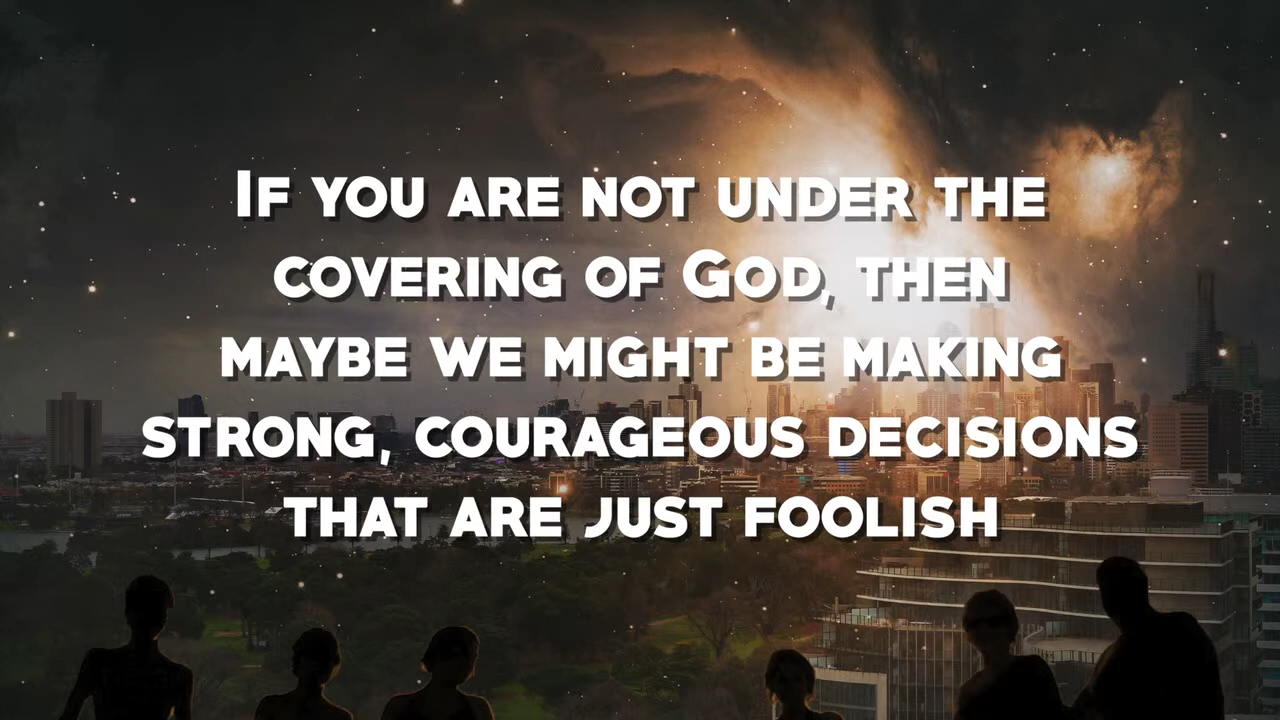 If you are not under the
covering of God, then
maybe we might be making
strong, courageous decisions
that are just foolish